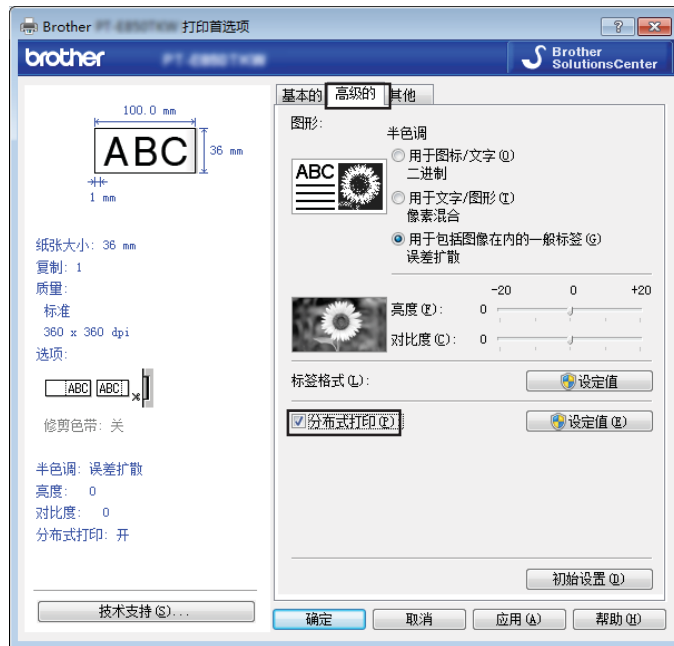 Brother 打印首选项
brother
Brother
SolutionsCenter
100.0 mm
ABC
36 mm
1 mm
纸张大小: 36 mm
复制: 1
质量:
标准
360 x 360 dpi
选项:
ABC ABC
修剪色带: 关
半色调: 误差扩散
亮度: 0
对比度: 0
分布式打印: 开
技术支持(S)...
基本的 高级的 其他
图形:
ABC
半色调
用于图标/文字(O)
二进制
用于文字/图形(T)
像素混合
用于包括图像在内的一般标签(G)
误差扩散
-20 0 +20
亮度(F): 0
对比度(C): 0
标签格式(L): 设定值
分布式打印(P) 设定值(E)
初始设置(D)
确定 取消 应用(A) 帮助(H)